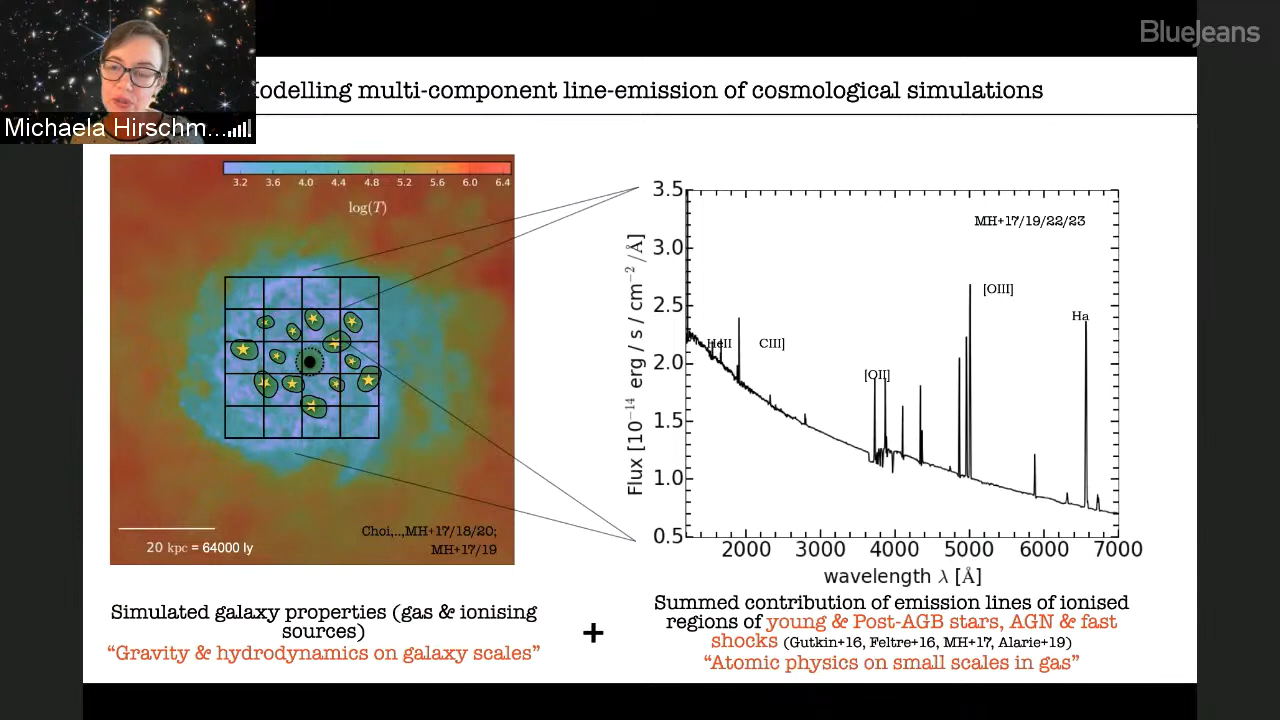 BlueJeans
Michaela Hirschm...
odelling multi-component line-emission of cosmological simulations
3.2 3.6 4.0 4.4 4.8 5.2 5.6 6.0 6.4
log(T)
20 kpc = 64000 ly
Choi,..,MH+17/18/20;
MH+17/19
3.5
3.0
2.5
2.0
1.5
1.0
0.5
Flux [10⁻¹⁴ erg / s / cm⁻² /Å]
MH+17/19/22/23
[OIII]
Ha
HeII
CIII]
[OII]
2000 3000 4000 5000 6000 7000
wavelength λ [Å]
Simulated galaxy properties (gas & ionising
sources)
“Gravity & hydrodynamics on galaxy scales”
+
Summed contribution of emission lines of ionised
regions of young & Post-AGB stars, AGN & fast
shocks (Gutkin+16, Feltre+16, MH+17, Alarie+19)
“Atomic physics on small scales in gas”